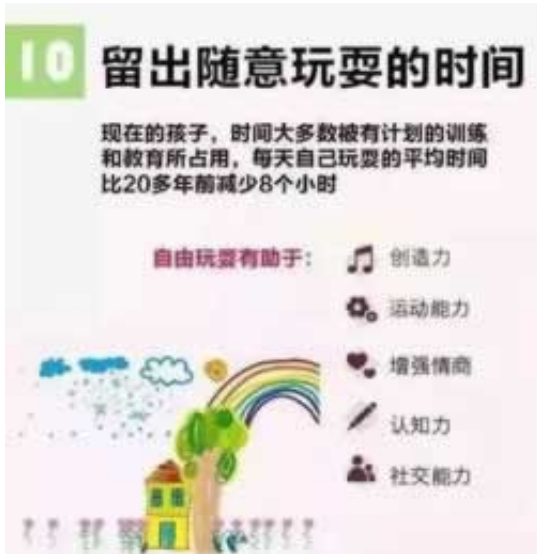 10
留出随意玩耍的时间
现在的孩子，时间大多数被有计划的训练
和教育所占用，每天自己玩耍的平均时间
比20多年前减少8个小时
自由玩耍有助于：
创造力
运动能力
增强情商
认知力
社交能力